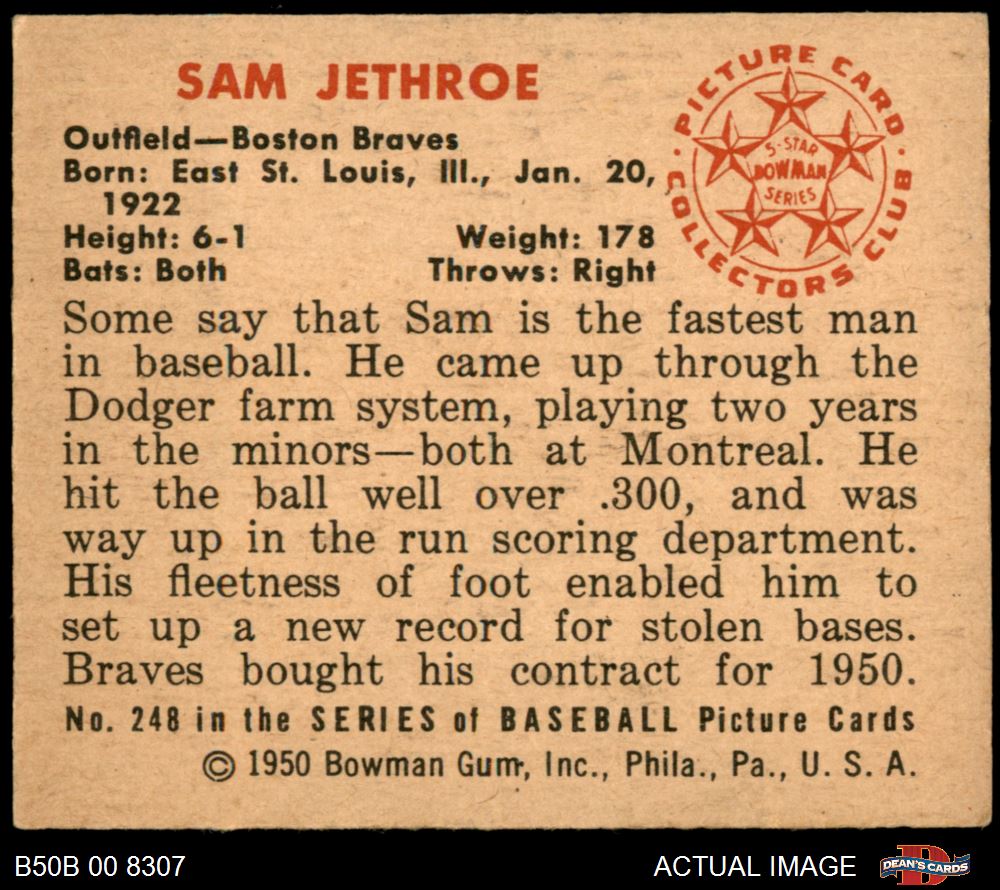 SAM JETHROE
Outfield—Boston Braves
Born: East St. Louis, Ill., Jan. 20,
1922
Height: 6-1 Weight: 178
Bats: Both Throws: Right
PICTURE CARD
COLLECTORS CLUB
5-STAR
BOWMAN
SERIES
Some say that Sam is the fastest man
in baseball. He came up through the
Dodger farm system, playing two years
in the minors—both at Montreal. He
hit the ball well over .300, and was
way up in the run scoring department.
His fleetness of foot enabled him to
set up a new record for stolen bases.
Braves bought his contract for 1950.
No. 248 in the SERIES of BASEBALL Picture Cards
© 1950 Bowman Gum, Inc., Phila., Pa., U. S. A.
B50B 00 8307 ACTUAL IMAGE DEAN'S CARDS